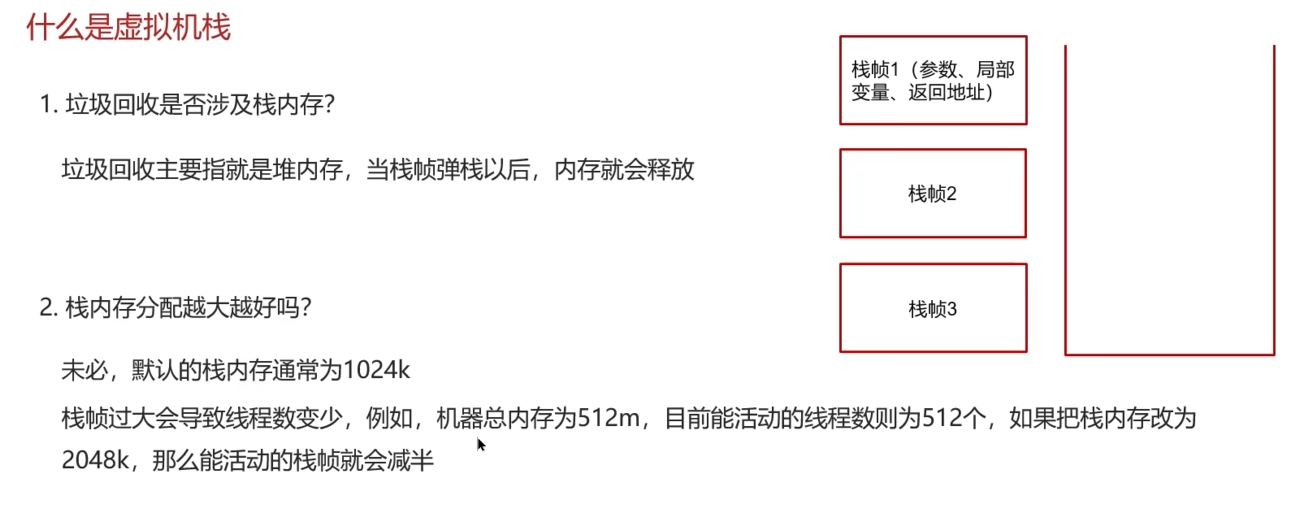 什么是虚拟机栈
1. 垃圾回收是否涉及栈内存？
垃圾回收主要指就是堆内存，当栈帧弹栈以后，内存就会释放
2. 栈内存分配越大越好吗？
未必，默认的栈内存通常为1024k
栈帧过大会导致线程数变少，例如，机器总内存为512m，目前能活动的线程数则为512个，如果把栈内存改为
2048k，那么能活动的栈帧就会减半
栈帧1（参数、局部
变量、返回地址）
栈帧2
栈帧3